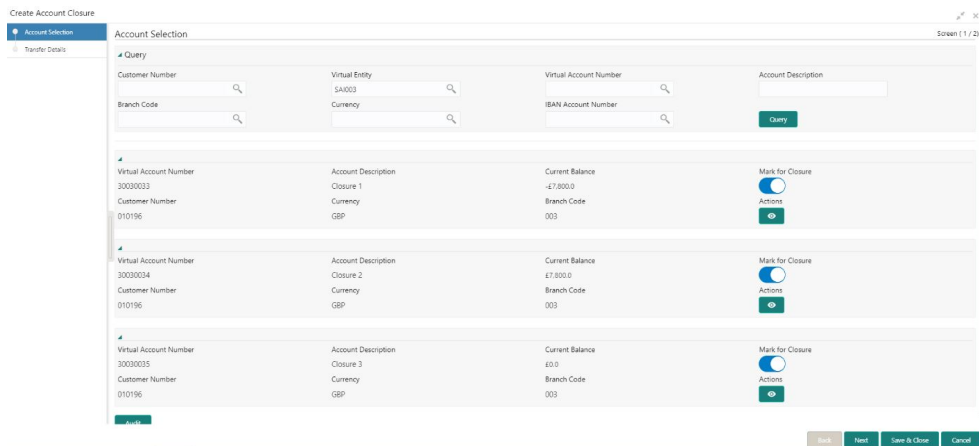 Create Account Closure
Account Selection
Transfer Details
Account Selection
Screen ( 1 / 2)
Query
Customer Number Virtual Entity Virtual Account Number Account Description
SAI003
Branch Code Currency IBAN Account Number
Query
Virtual Account Number Account Description Current Balance Mark for Closure
30030033 Closure 1 -£7,800.0
Customer Number Currency Branch Code Actions
010196 GBP 003
Virtual Account Number Account Description Current Balance Mark for Closure
30030034 Closure 2 £7,800.0
Customer Number Currency Branch Code Actions
010196 GBP 003
Virtual Account Number Account Description Current Balance Mark for Closure
30030035 Closure 3 £0.0
Customer Number Currency Branch Code Actions
010196 GBP 003
Audit
Back Next Save & Close Cancel